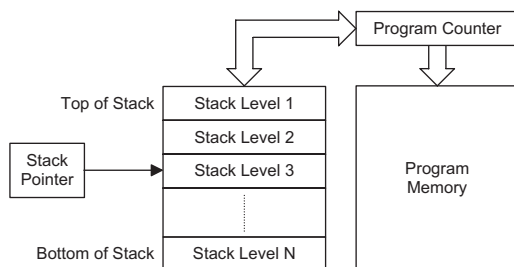 Program Counter
Top of Stack
Stack Level 1
Stack Level 2
Stack
Pointer
Stack Level 3
Program
Memory
Bottom of Stack
Stack Level N